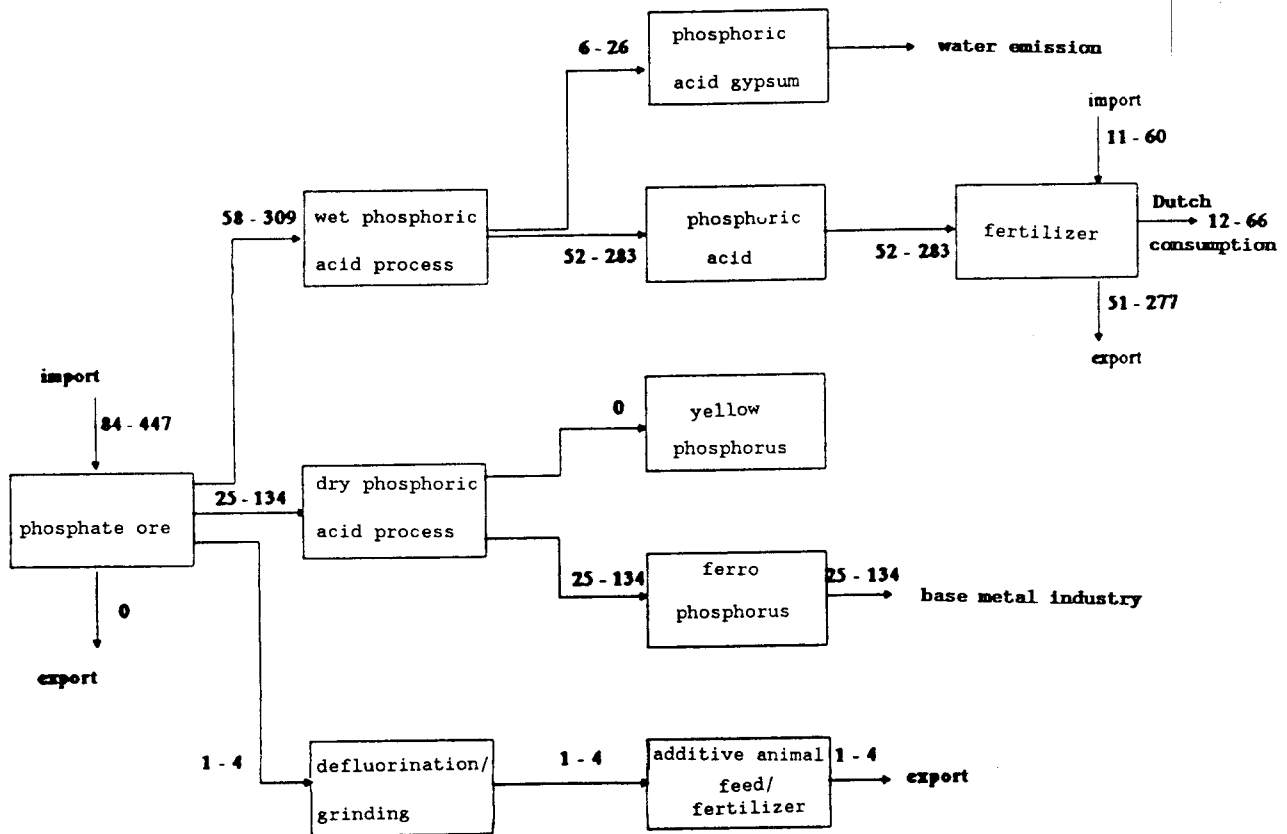 phosphoric
acid gypsum
6 - 26
water emission
import
11 - 60
58 - 309
wet phosphoric
acid process
52 - 283
phosphoric
acid
52 - 283
fertilizer
Dutch
12 - 66
consumption
51 - 277
export
import
84 - 447
phosphate ore
0
export
25 - 134
dry phosphoric
acid process
0
yellow
phosphorus
25 - 134
ferro
phosphorus
25 - 134
base metal industry
1 - 4
defluorination/
grinding
1 - 4
additive animal
feed/
fertilizer
1 - 4
export